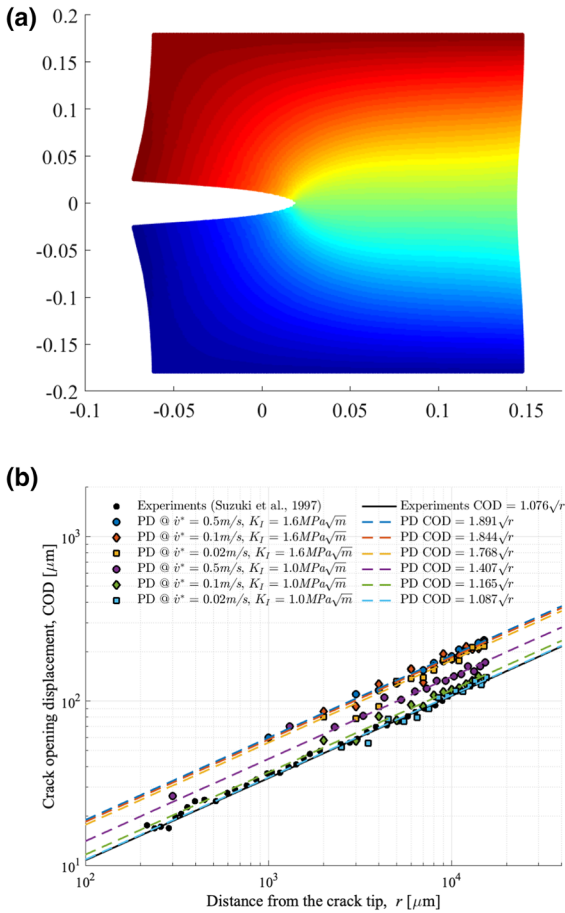 (a)
0.2
0.15
0.1
0.05
0
-0.05
-0.1
-0.15
-0.2
-0.1 -0.05 0 0.05 0.1 0.15
(b)
Experiments (Suzuki et al., 1997) Experiments COD = 1.076√r
PD @ v̇* = 0.5m/s, K_I = 1.6MPa√m PD COD = 1.891√r
PD @ v̇* = 0.1m/s, K_I = 1.6MPa√m PD COD = 1.844√r
PD @ v̇* = 0.02m/s, K_I = 1.6MPa√m PD COD = 1.768√r
PD @ v̇* = 0.5m/s, K_I = 1.0MPa√m PD COD = 1.407√r
PD @ v̇* = 0.1m/s, K_I = 1.0MPa√m PD COD = 1.165√r
PD @ v̇* = 0.02m/s, K_I = 1.0MPa√m PD COD = 1.087√r
Crack opening displacement, COD [μm]
10²
10²
10¹
10² 10³ 10⁴
Distance from the crack tip, r [μm]